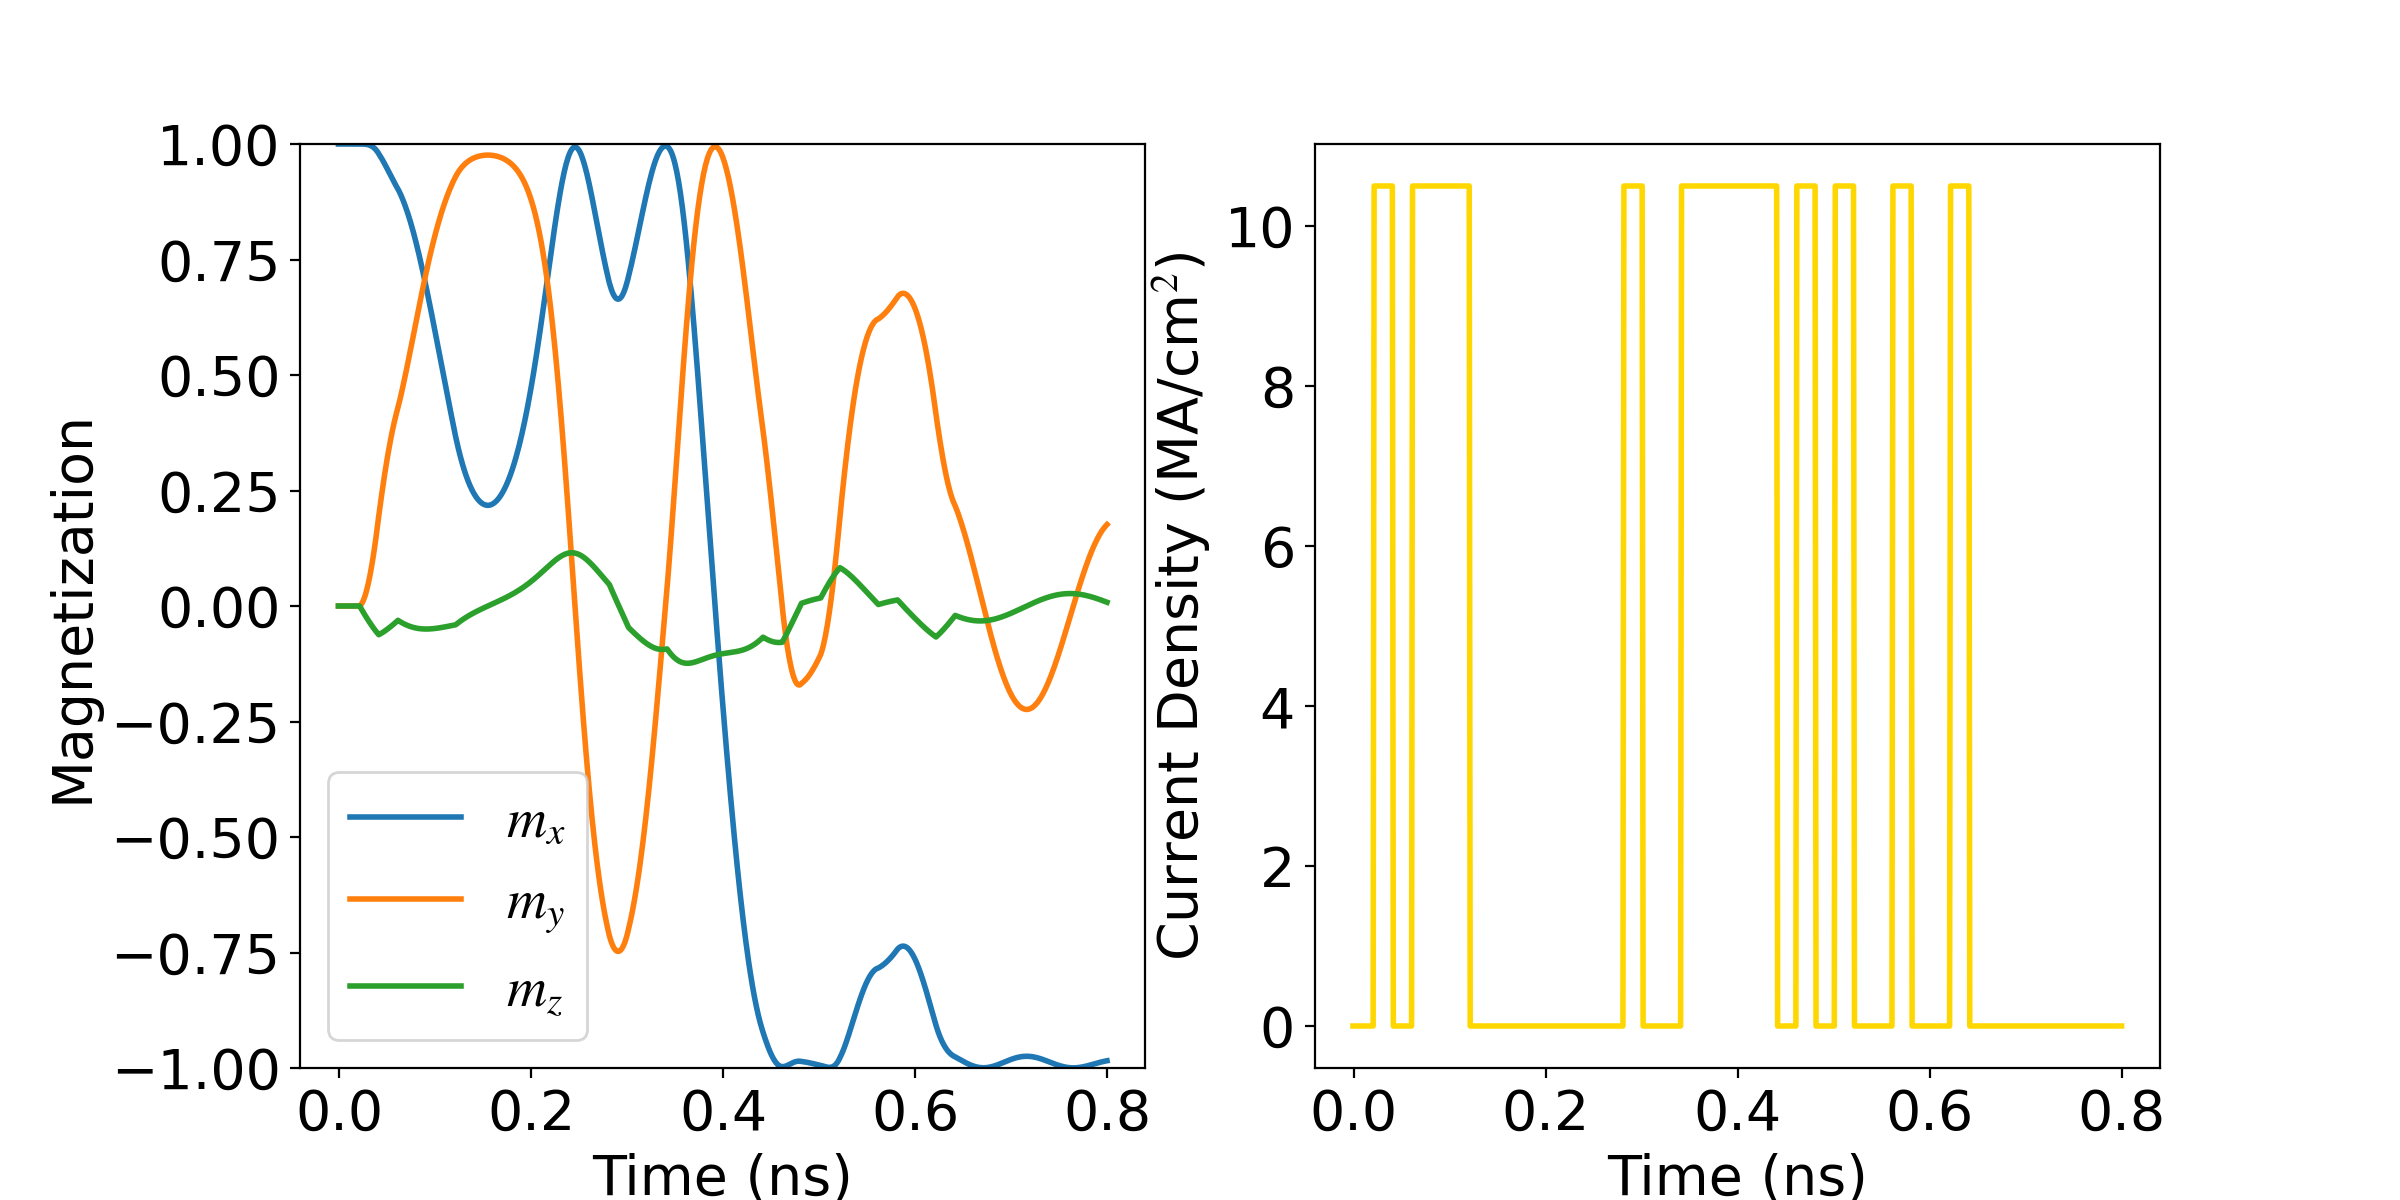 Magnetization
1.00
0.75
0.50
0.25
0.00
−0.25
−0.50
−0.75
−1.00
m_x
m_y
m_z
0.0 0.2 0.4 0.6 0.8
Time (ns)
Current Density (MA/cm²)
10
8
6
4
2
0
0.0 0.2 0.4 0.6 0.8
Time (ns)